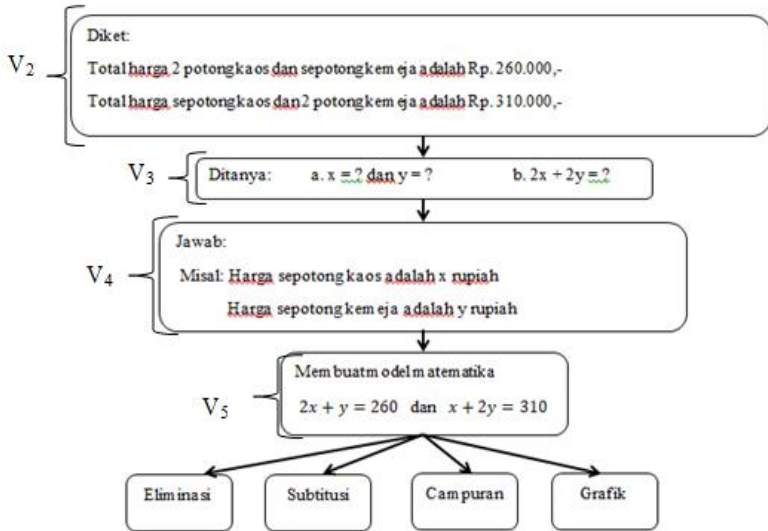 V2
Diket:
Total harga 2 potong kaos dan sepotong kemeja adalah Rp. 260.000,-
Total harga sepotong kaos dan 2 potong kemeja adalah Rp. 310.000,-
V3
Ditanya: a. x = ? dan y = ? b. 2x + 2y = ?
V4
Jawab:
Misal: Harga sepotong kaos adalah x rupiah
Harga sepotong kemeja adalah y rupiah
V5
Membuat model matematika
2x + y = 260 dan x + 2y = 310
Eliminasi Subtitusi Campuran Grafik